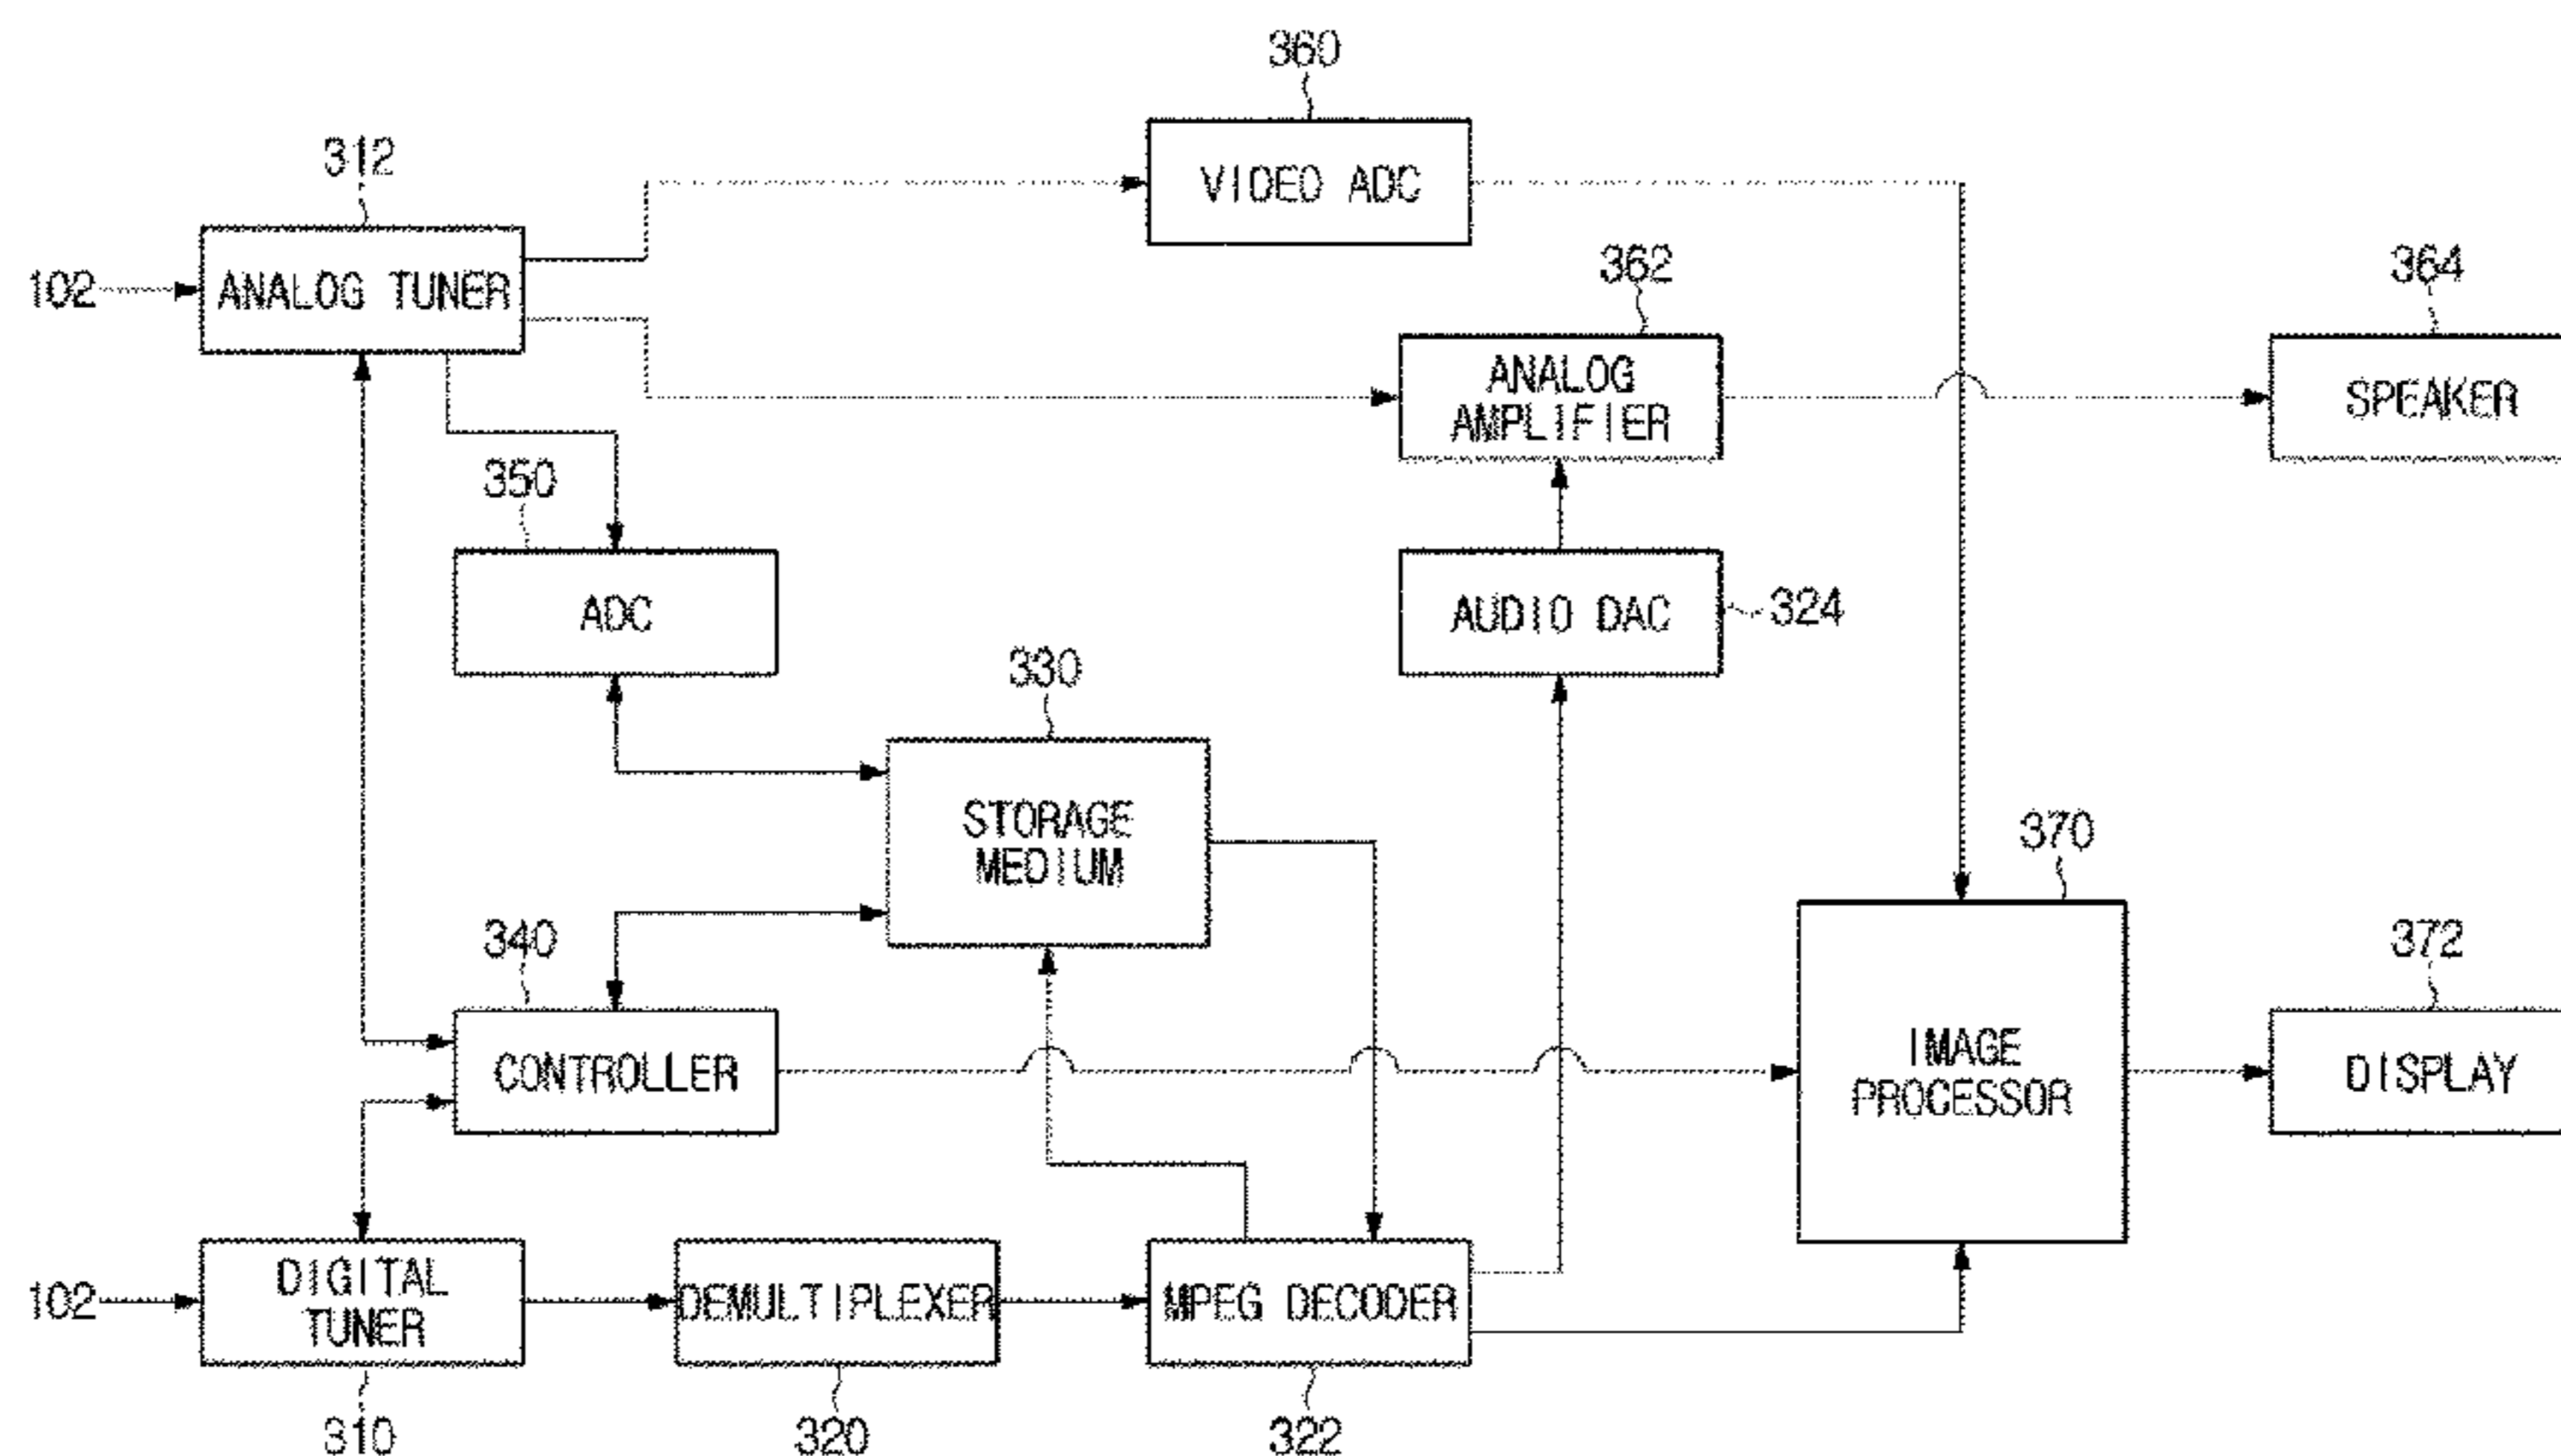 360
312
VIDEO ADC
362
364
102
ANALOG TUNER
ANALOG
AMPLIFIER
SPEAKER
350
ADC
AUDIO DAC
324
330
STORAGE
MEDIUM
370
340
372
CONTROLLER
IMAGE
PROCESSOR
DISPLAY
102
DIGITAL
TUNER
DEMULTIPLEXER
MPEG DECODER
310
320
322